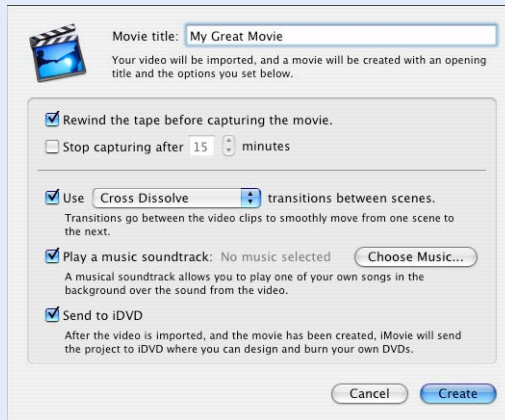 Movie title: My Great Movie
Your video will be imported, and a movie will be created with an opening
title and the options you set below.
Rewind the tape before capturing the movie.
Stop capturing after 15 minutes
Use Cross Dissolve transitions between scenes.
Transitions go between the video clips to smoothly move from one scene to
the next.
Play a music soundtrack: No music selected Choose Music...
A musical soundtrack allows you to play one of your own songs in the
background over the sound from the video.
Send to iDVD
After the video is imported, and the movie has been created, iMovie will send
the project to iDVD where you can design and burn your own DVDs.
Cancel Create